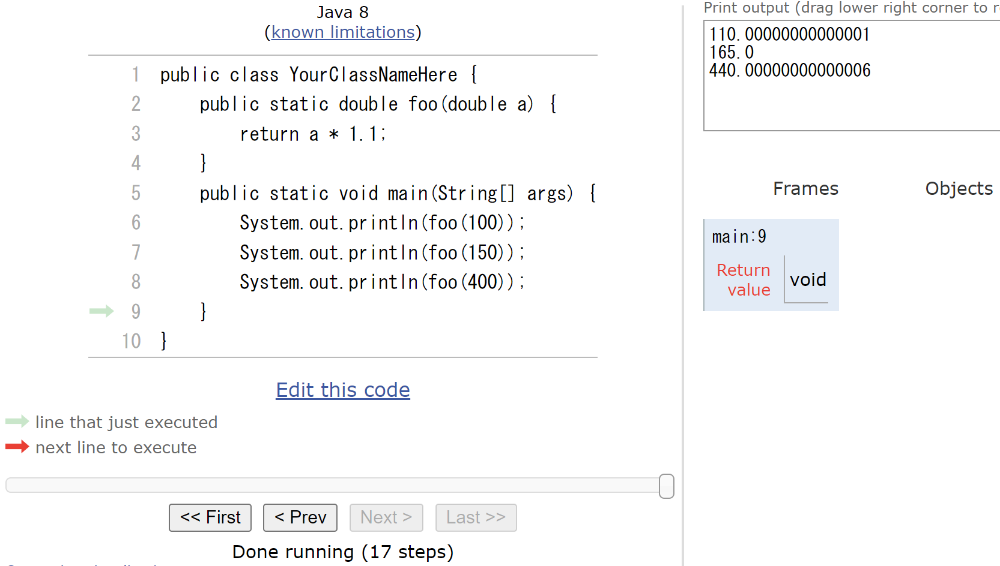 Java 8
(known limitations)
1 public class YourClassNameHere {
2     public static double foo(double a) {
3         return a * 1.1;
4     }
5     public static void main(String[] args) {
6         System.out.println(foo(100));
7         System.out.println(foo(150));
8         System.out.println(foo(400));
9     }
10 }
Edit this code
line that just executed
next line to execute
<< First < Prev Next > Last >>
Done running (17 steps)
Print output (drag lower right corner to
110.00000000000001
165.0
440.00000000000006
Frames Objects
main:9
Return
value
void